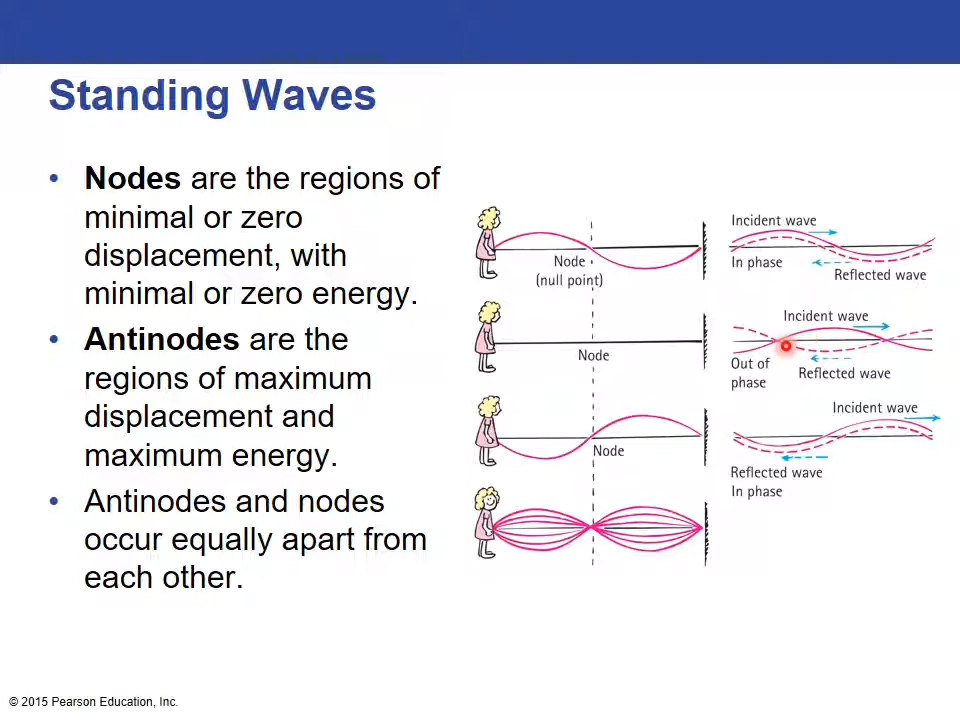 Standing Waves
• Nodes are the regions of
minimal or zero
displacement, with
minimal or zero energy.
• Antinodes are the
regions of maximum
displacement and
maximum energy.
• Antinodes and nodes
occur equally apart from
each other.
Node
(null point)
Incident wave
In phase
Reflected wave
Node
Incident wave
Out of
phase
Reflected wave
Node
Incident wave
Reflected wave
In phase
© 2015 Pearson Education, Inc.